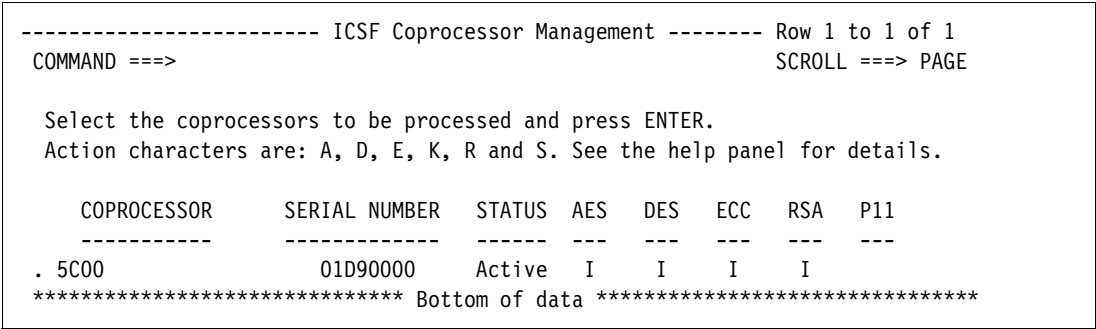 ------------------------- ICSF Coprocessor Management -------- Row 1 to 1 of 1
COMMAND ===>                                                  SCROLL ===> PAGE
Select the coprocessors to be processed and press ENTER.
Action characters are: A, D, E, K, R and S. See the help panel for details.
COPROCESSOR      SERIAL NUMBER   STATUS  AES   DES   ECC   RSA   P11
-----------      -------------   ------  ---   ---   ---   ---   ---
. 5C00                  01D90000     Active   I     I     I     I
******************************* Bottom of data ********************************